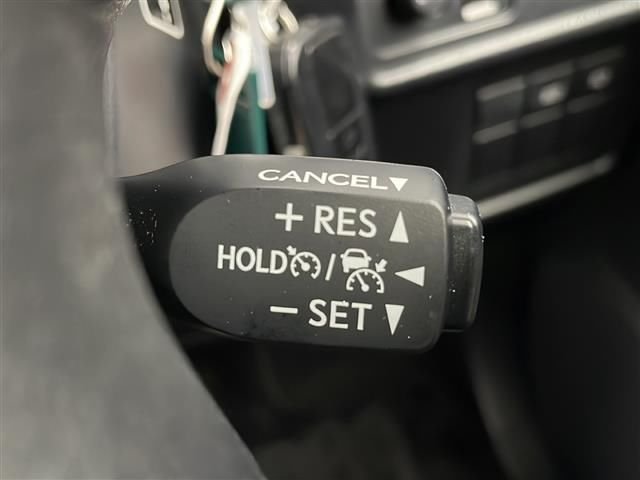 CANCEL▼
+ RES ▲
HOLD / ◀
− SET ▼